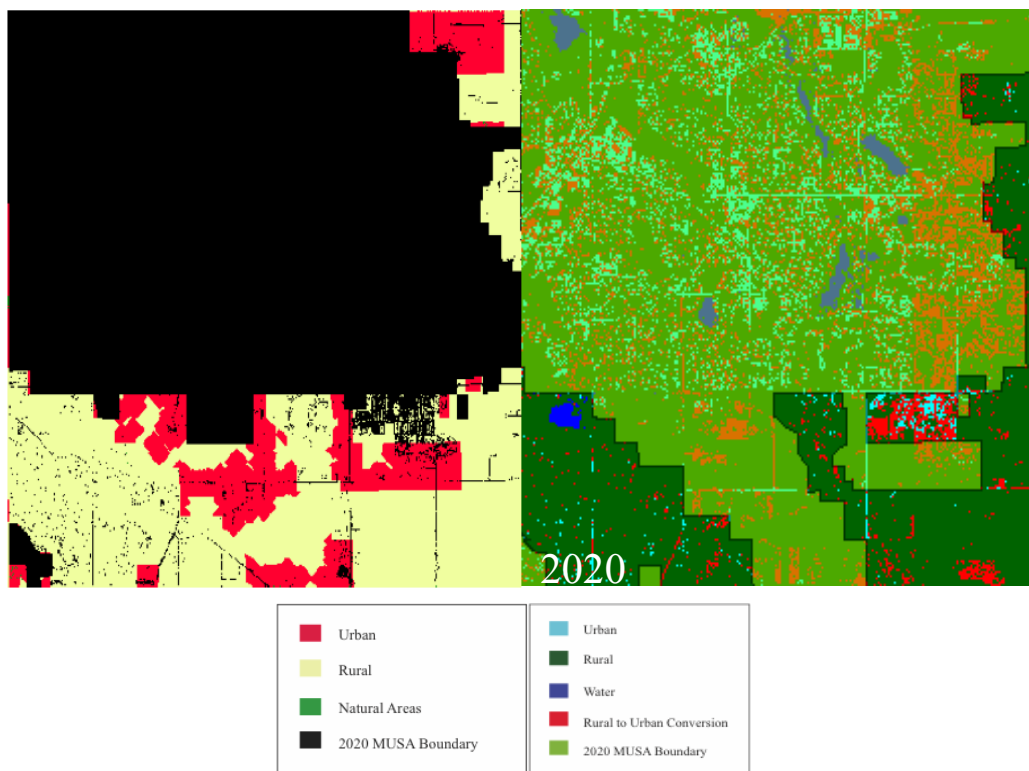 2020
Urban
Rural
Natural Areas
2020 MUSA Boundary
Urban
Rural
Water
Rural to Urban Conversion
2020 MUSA Boundary